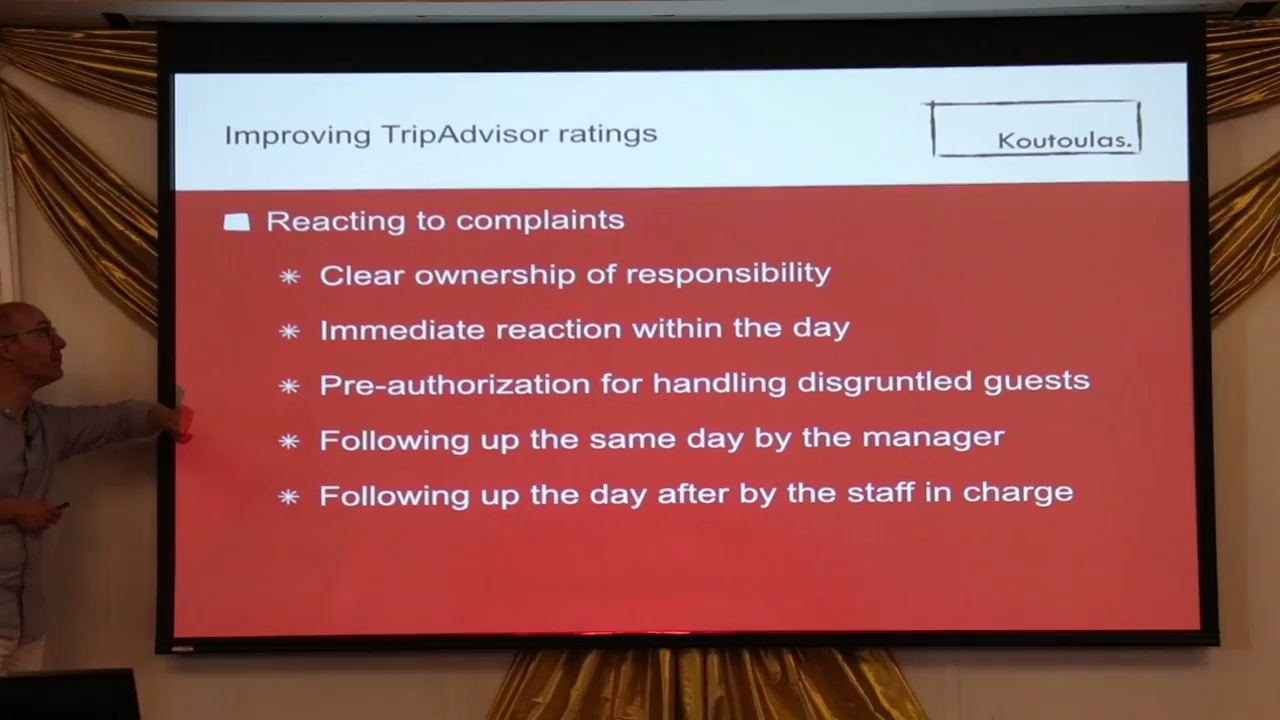 Improving TripAdvisor ratings
Koutoulas.
Reacting to complaints
Clear ownership of responsibility
Immediate reaction within the day
Pre-authorization for handling disgruntled guests
Following up the same day by the manager
Following up the day after by the staff in charge